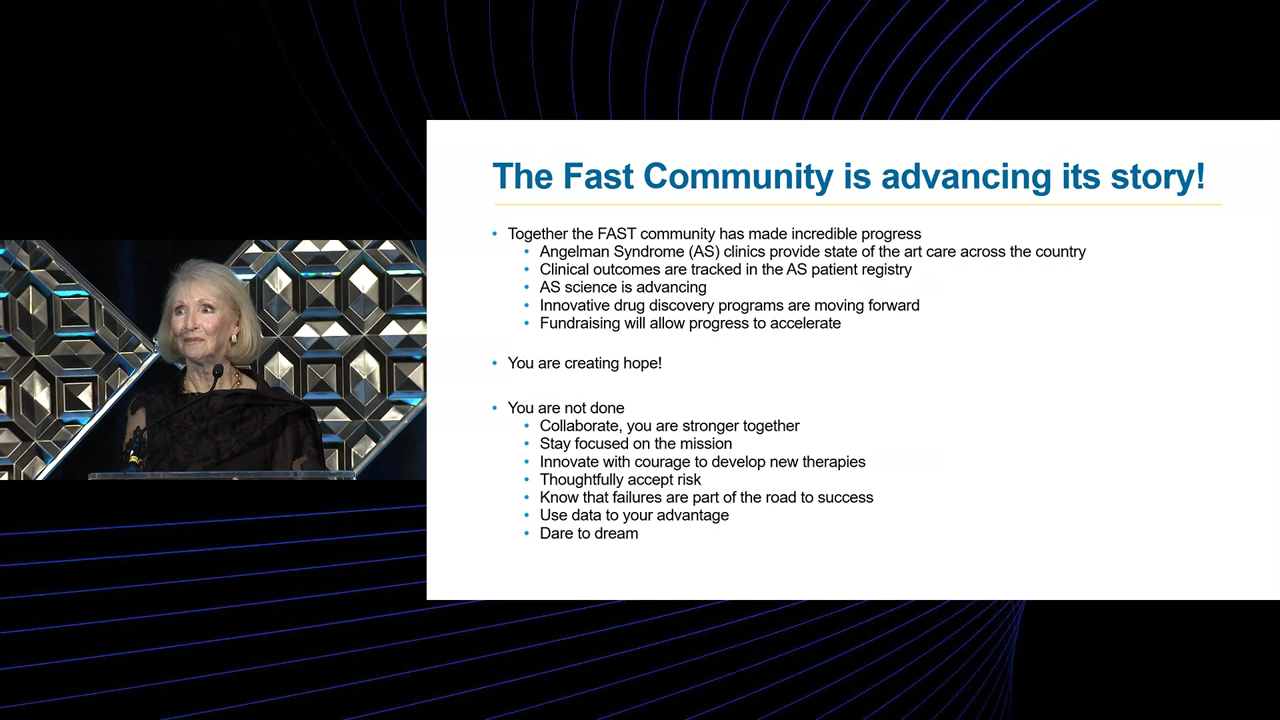 The Fast Community is advancing its story!
• Together the FAST community has made incredible progress
• Angelman Syndrome (AS) clinics provide state of the art care across the country
• Clinical outcomes are tracked in the AS patient registry
• AS science is advancing
• Innovative drug discovery programs are moving forward
• Fundraising will allow progress to accelerate
• You are creating hope!
• You are not done
• Collaborate, you are stronger together
• Stay focused on the mission
• Innovate with courage to develop new therapies
• Thoughtfully accept risk
• Know that failures are part of the road to success
• Use data to your advantage
• Dare to dream